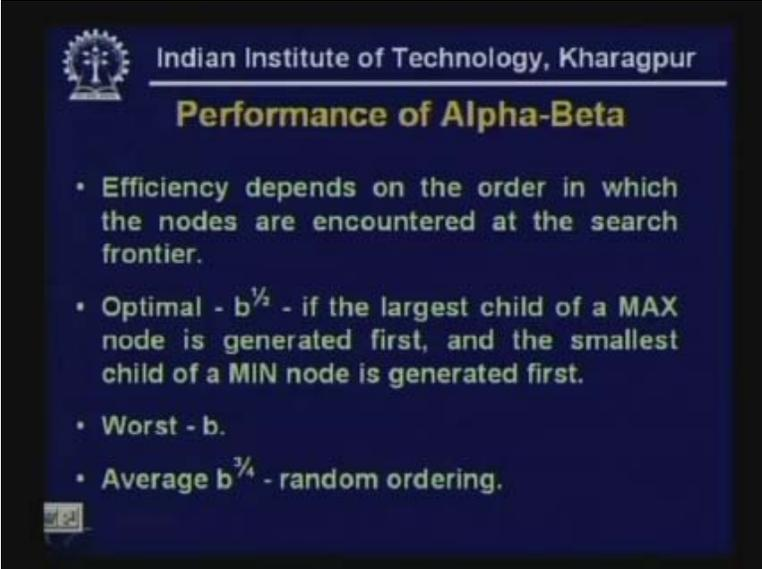 Indian Institute of Technology, Kharagpur
Performance of Alpha-Beta
• Efficiency depends on the order in which
the nodes are encountered at the search
frontier.
• Optimal - b^½ - if the largest child of a MAX
node is generated first, and the smallest
child of a MIN node is generated first.
• Worst - b.
• Average b^¾ - random ordering.